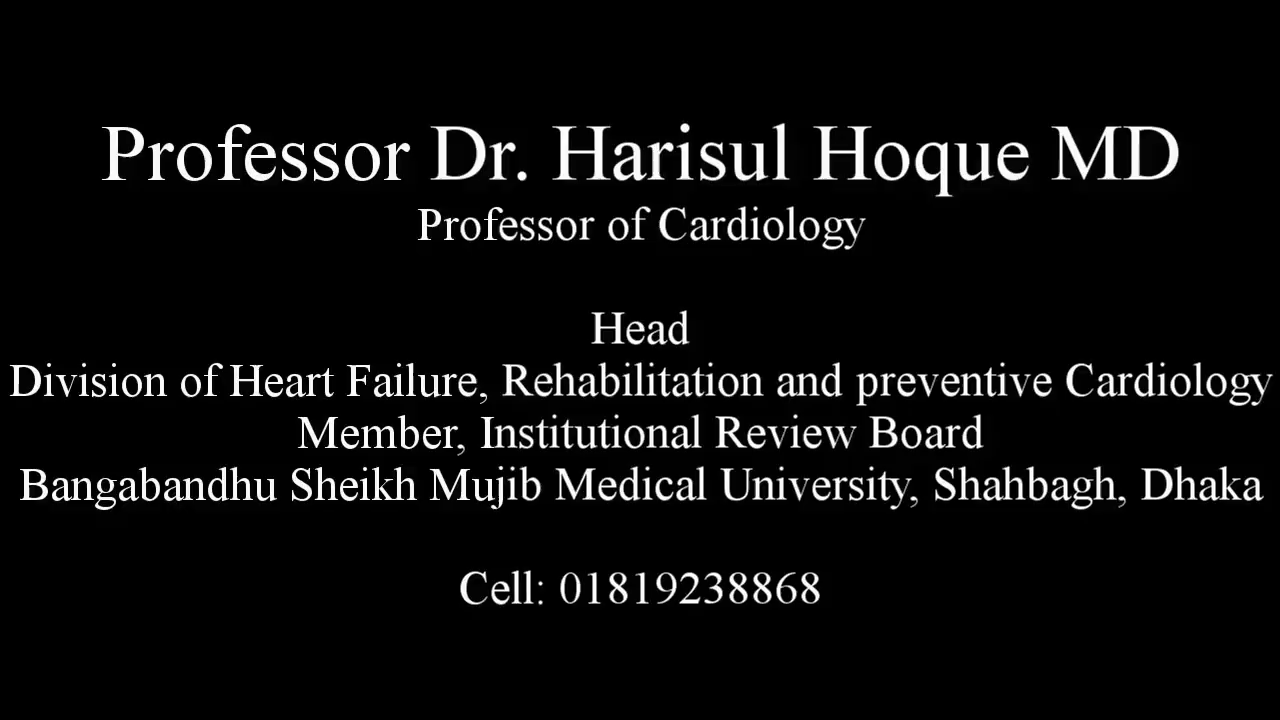 Professor Dr. Harisul Hoque MD
Professor of Cardiology
Head
Division of Heart Failure, Rehabilitation and preventive Cardiology
Member, Institutional Review Board
Bangabandhu Sheikh Mujib Medical University, Shahbagh, Dhaka
Cell: 01819238868